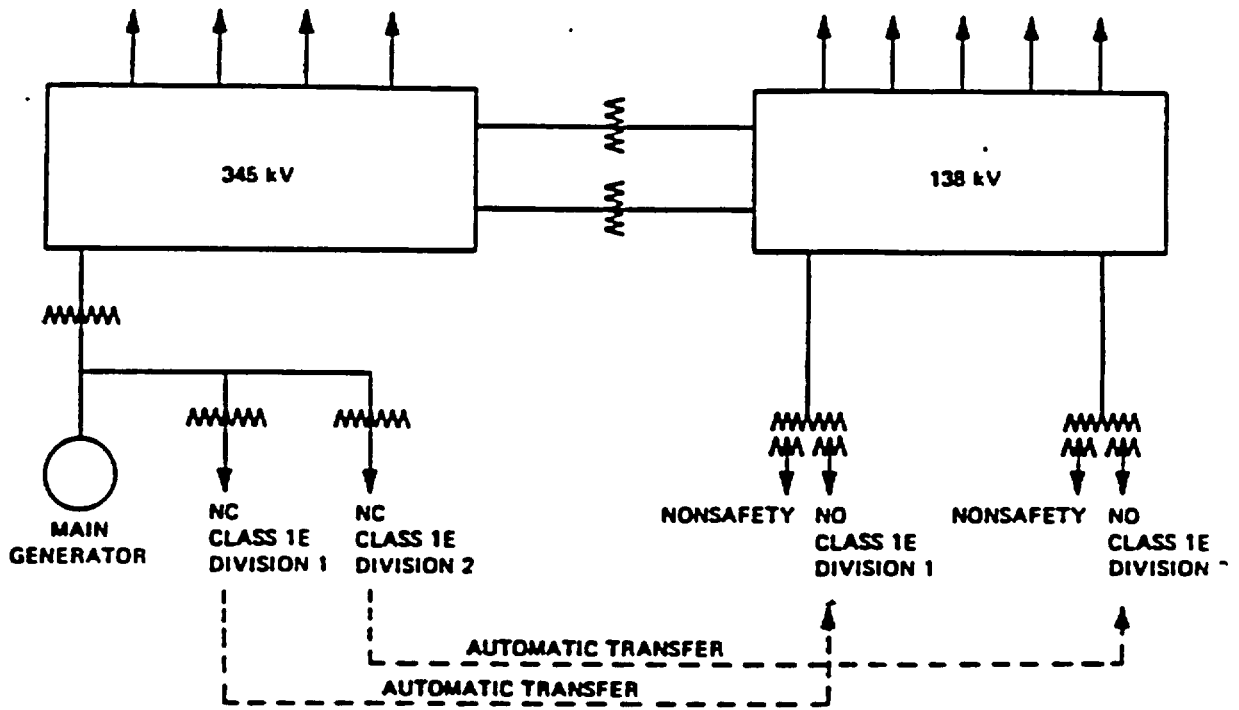 345 kV
138 kV
MAIN
GENERATOR
NC
CLASS 1E
DIVISION 1
NC
CLASS 1E
DIVISION 2
NONSAFETY
NO
CLASS 1E
DIVISION 1
NONSAFETY
NO
CLASS 1E
DIVISION
AUTOMATIC TRANSFER
AUTOMATIC TRANSFER